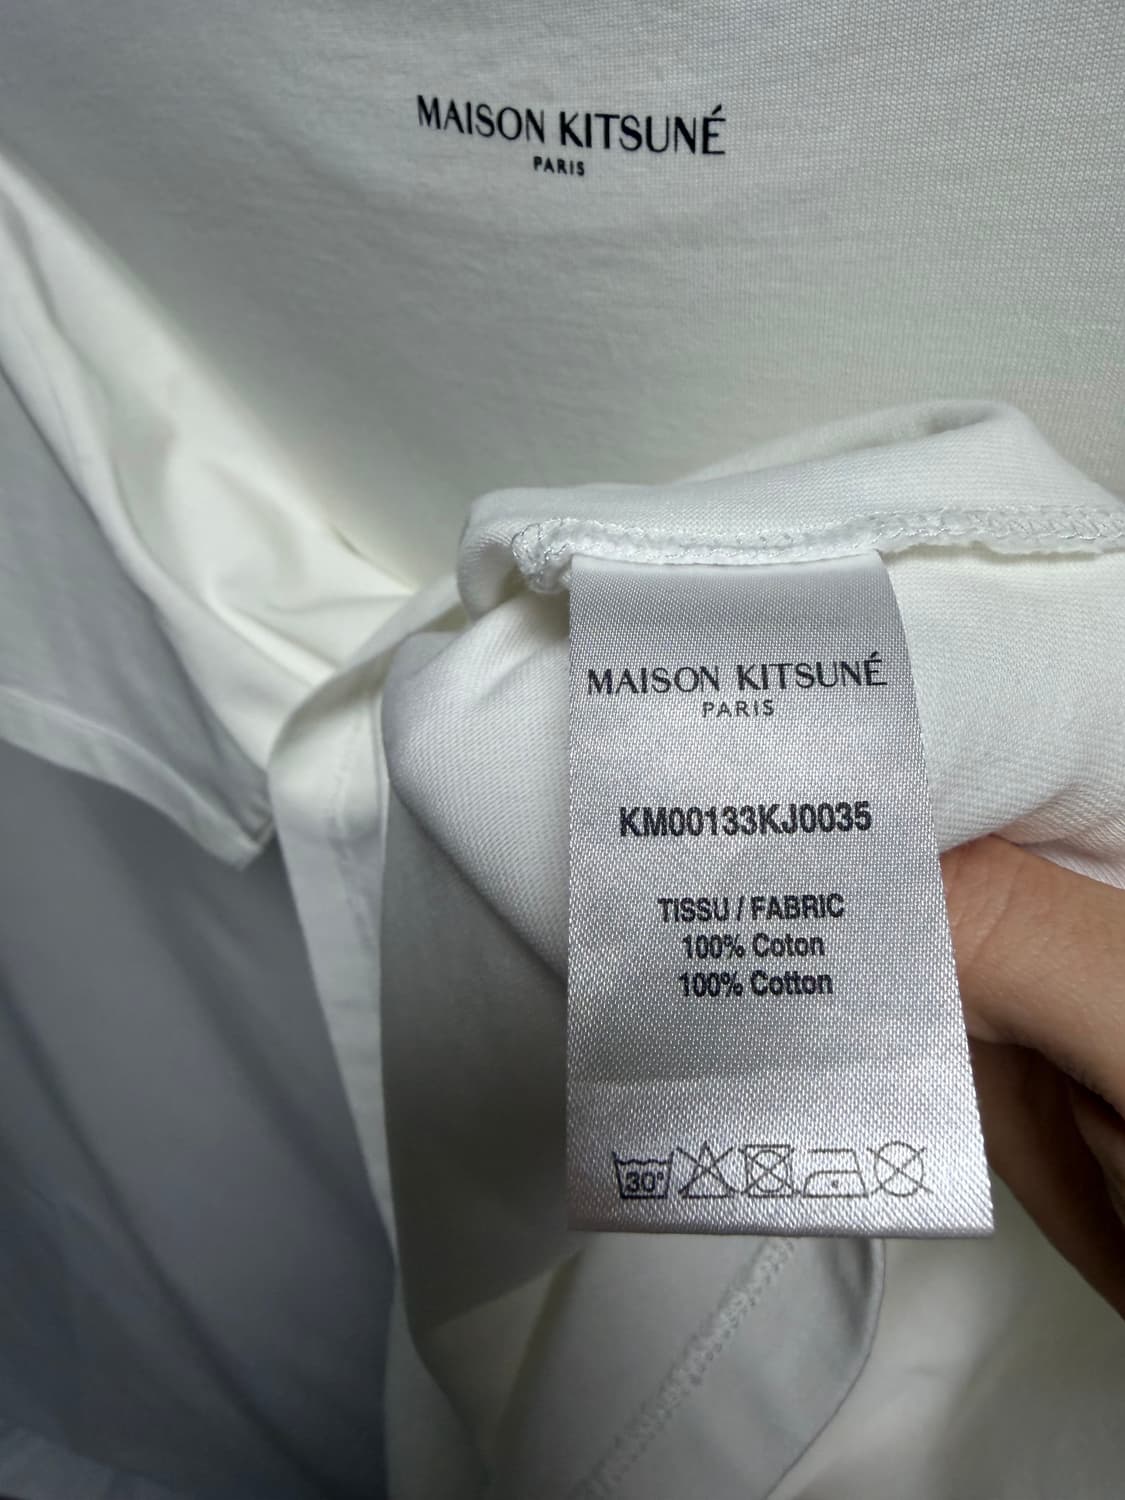 MAISON KITSUNÉ
PARIS
MAISON KITSUNÉ
PARIS
KM00133KJ0035
TISSU / FABRIC
100% Coton
100% Cotton
30°